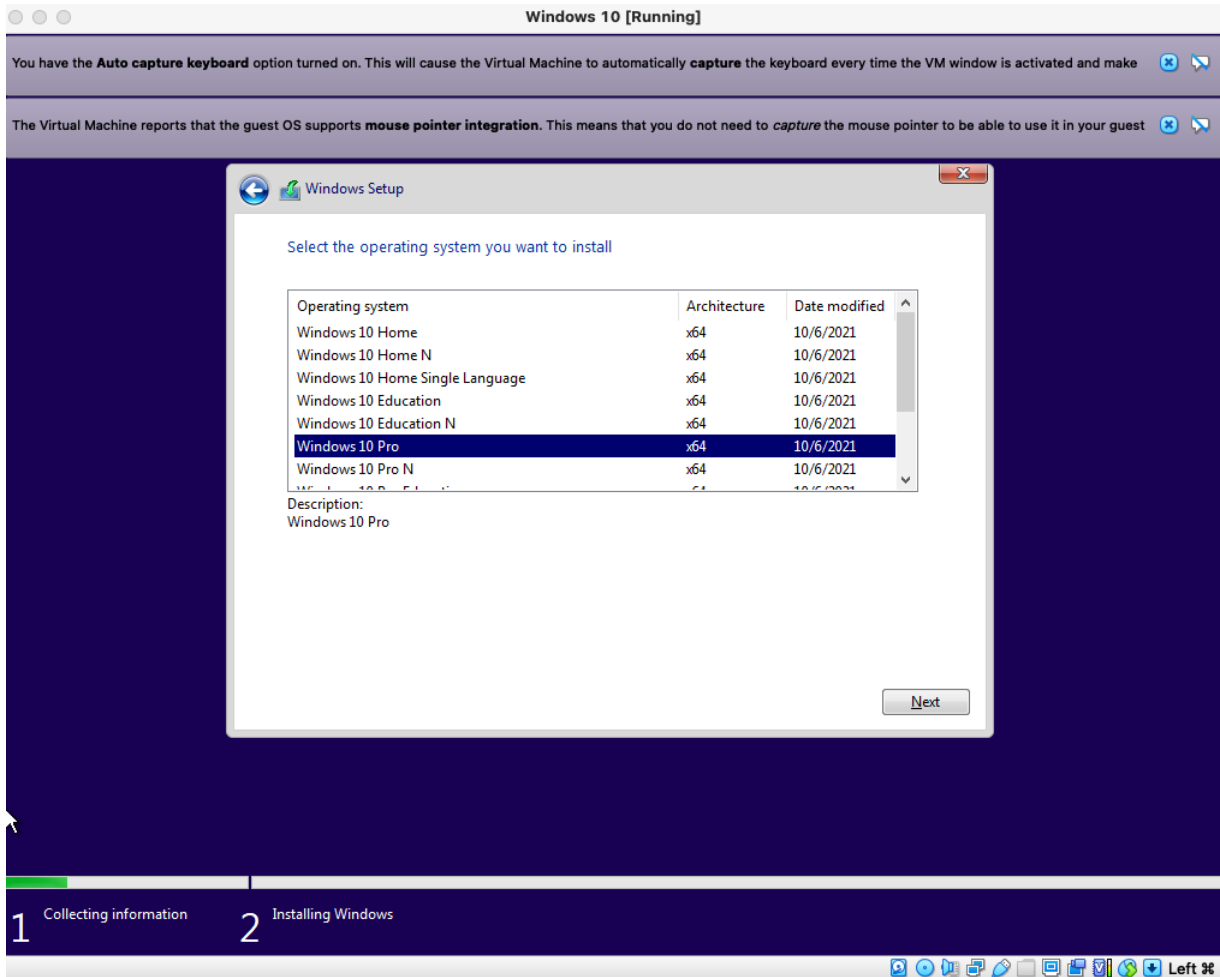 Windows 10 [Running]
You have the Auto capture keyboard option turned on. This will cause the Virtual Machine to automatically capture the keyboard every time the VM window is activated and make
The Virtual Machine reports that the guest OS supports mouse pointer integration. This means that you do not need to capture the mouse pointer to be able to use it in your guest
Windows Setup
Select the operating system you want to install
Operating system Architecture Date modified
Windows 10 Home x64 10/6/2021
Windows 10 Home N x64 10/6/2021
Windows 10 Home Single Language x64 10/6/2021
Windows 10 Education x64 10/6/2021
Windows 10 Education N x64 10/6/2021
Windows 10 Pro x64 10/6/2021
Windows 10 Pro N x64 10/6/2021
Description:
Windows 10 Pro
Next
1 Collecting information 2 Installing Windows
Left ⌘